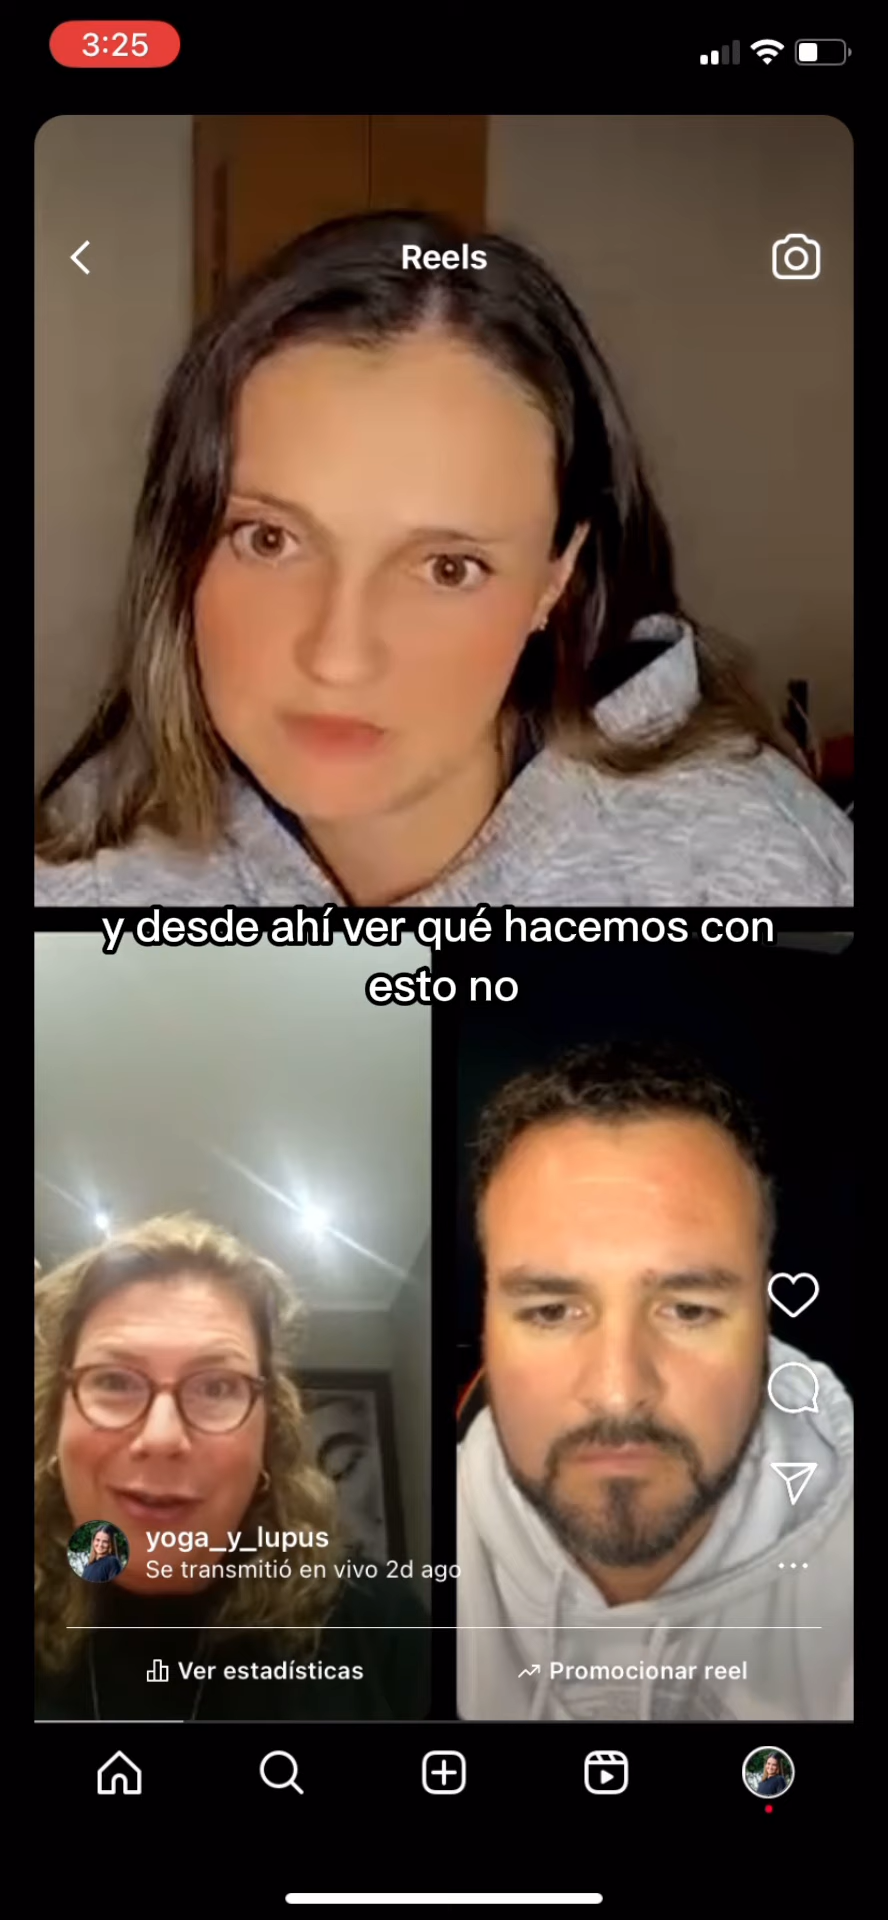 3:25
Reels
y desde ahí ver qué hacemos con
esto no
yoga_y_lupus
Se transmitió en vivo 2d ago
Ver estadísticas
Promocionar reel